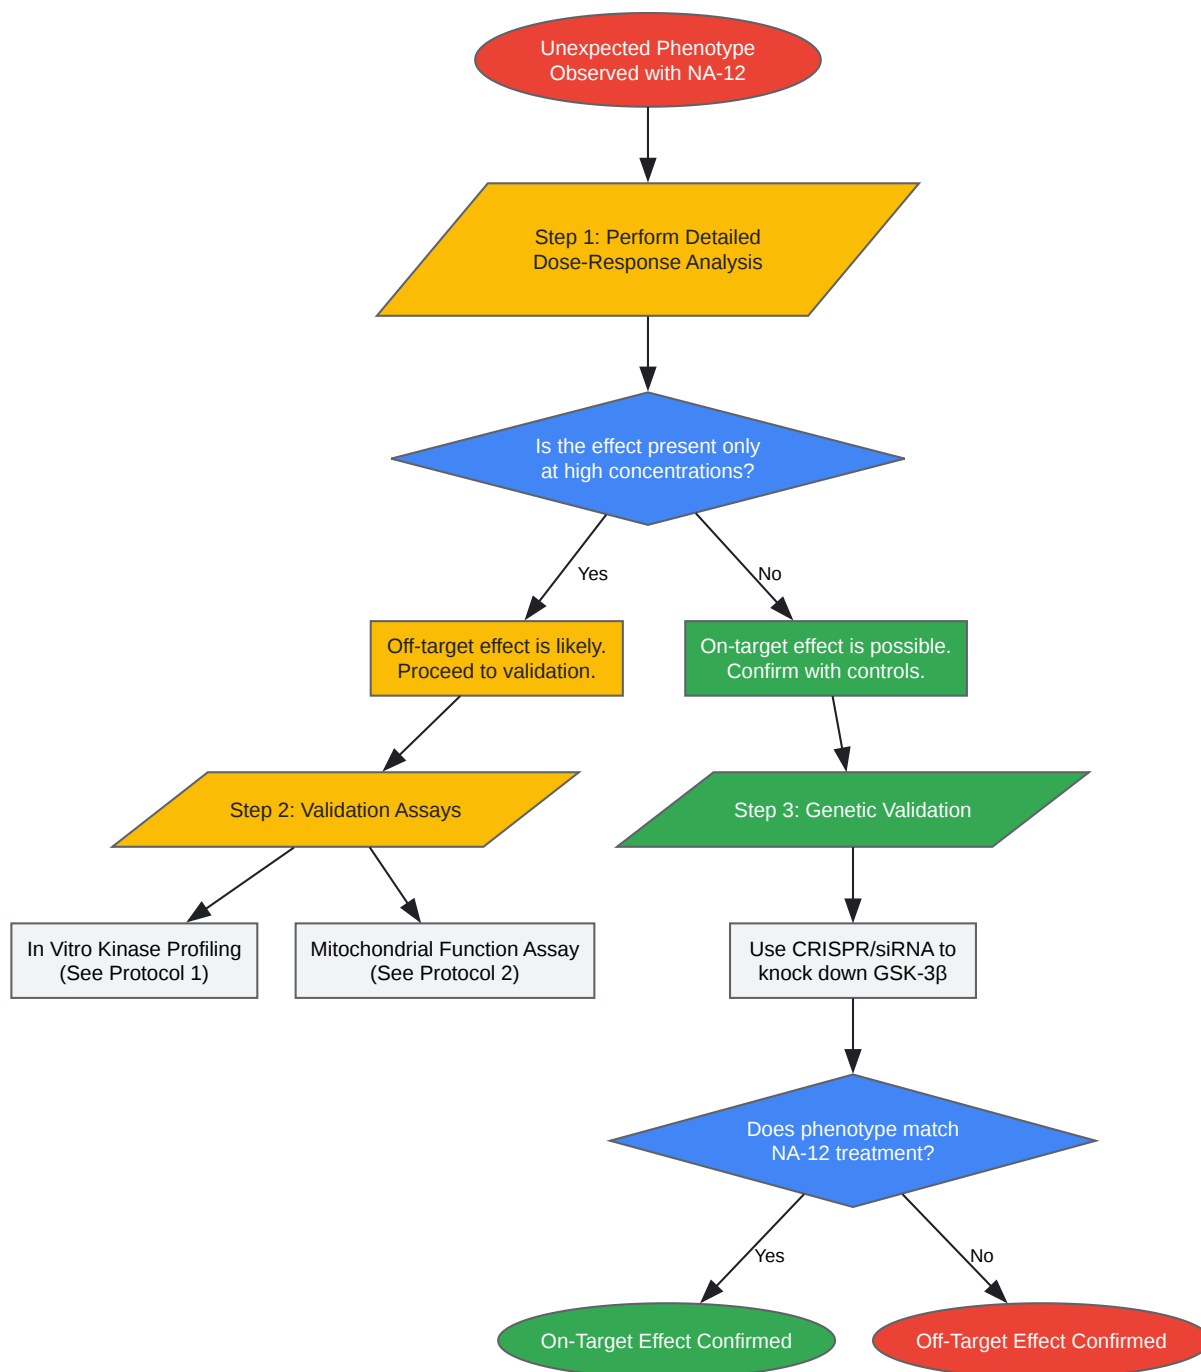 Unexpected Phenotype
Observed with NA-12
Step 1: Perform Detailed
Dose-Response Analysis
Is the effect present only
at high concentrations?
Yes
No
Off-target effect is likely.
Proceed to validation.
On-target effect is possible.
Confirm with controls.
Step 2: Validation Assays
Step 3: Genetic Validation
In Vitro Kinase Profiling
(See Protocol 1)
Mitochondrial Function Assay
(See Protocol 2)
Use CRISPR/siRNA to
knock down GSK-3β
Does phenotype match
NA-12 treatment?
Yes
No
On-Target Effect Confirmed
Off-Target Effect Confirmed